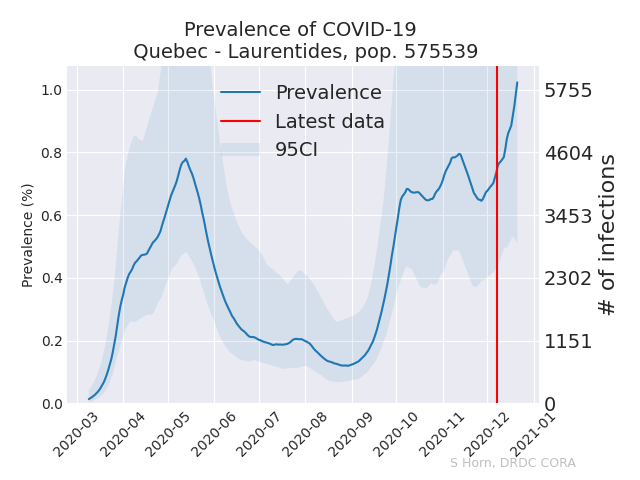 Prevalence of COVID-19
Quebec - Laurentides, pop. 575539
Prevalence
Latest data
95CI
Prevalence (%)
1.0
0.8
0.6
0.4
0.2
0.0
5755
4604
3453
2302
1151
0
# of infections
2020-03
2020-04
2020-05
2020-06
2020-07
2020-08
2020-09
2020-10
2020-11
2020-12
2021-01
S Horn, DRDC CORA